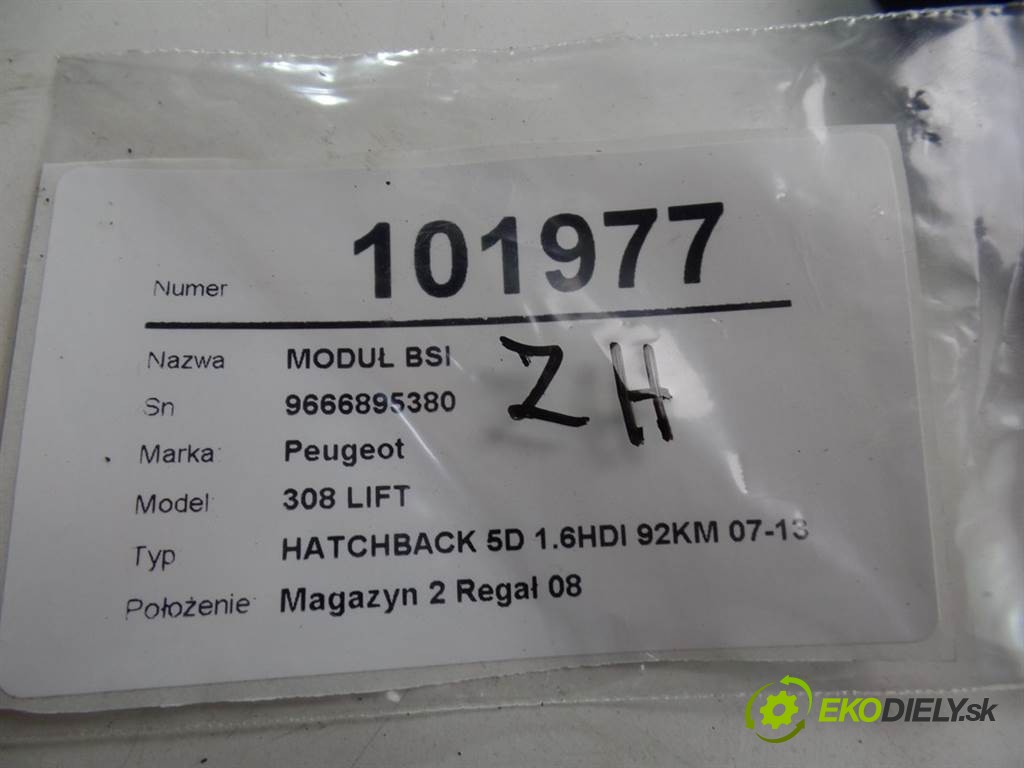 Numer 101977
Nazwa MODUŁ BSI
ZH
Sn 9666895380
Marka Peugeot
Model 308 LIFT
Typ HATCHBACK 5D 1.6HDI 92KM 07-13
Położenie Magazyn 2 Regał 08
EKODIELY.sk